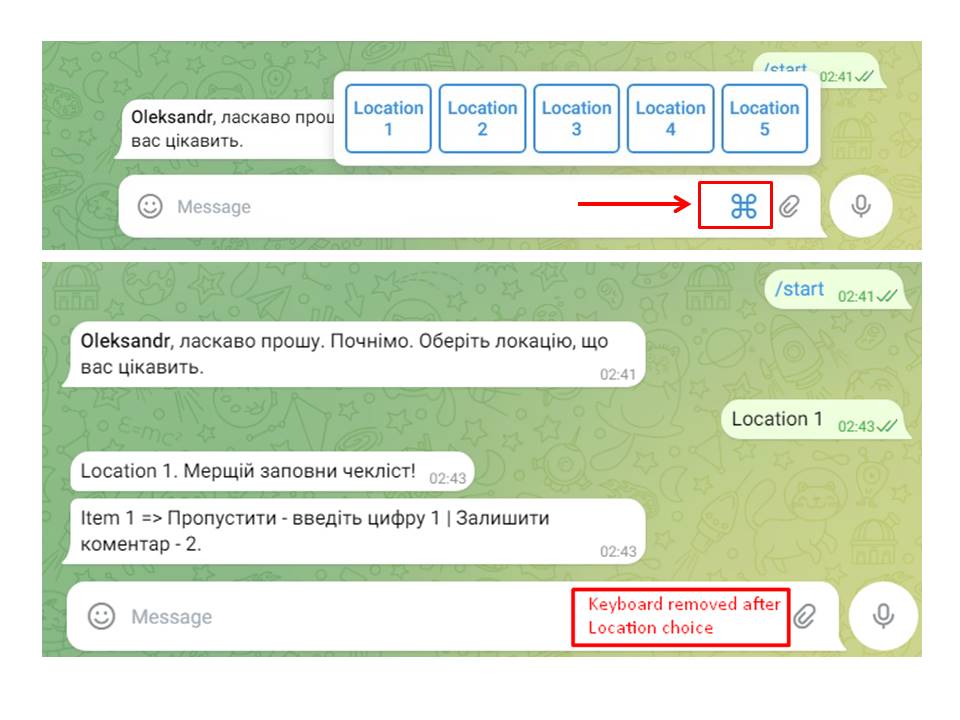 /start 02:41
Location 1
Location 2
Location 3
Location 4
Location 5
Oleksandr, ласкаво прош
вас цікавить.
Message
/start 02:41
Oleksandr, ласкаво прошу. Почнімо. Оберіть локацію, що
вас цікавить.
02:41
Location 1 02:43
Location 1. Мерщій заповни чекліст! 02:43
Item 1 => Пропустити - введіть цифру 1 | Залишити
коментар - 2.
02:43
Message
Keyboard removed after
Location choice